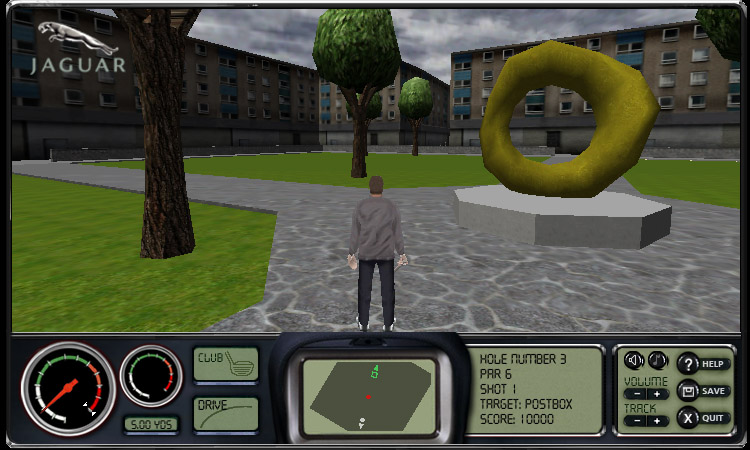 JAGUAR
CLUB
DRIVE
5.00 YDS
HOLE NUMBER 3
PAR 6
SHOT 1
TARGET: POSTBOX
SCORE: 10000
VOLUME
- +
TRACK
- +
? HELP
SAVE
X QUIT